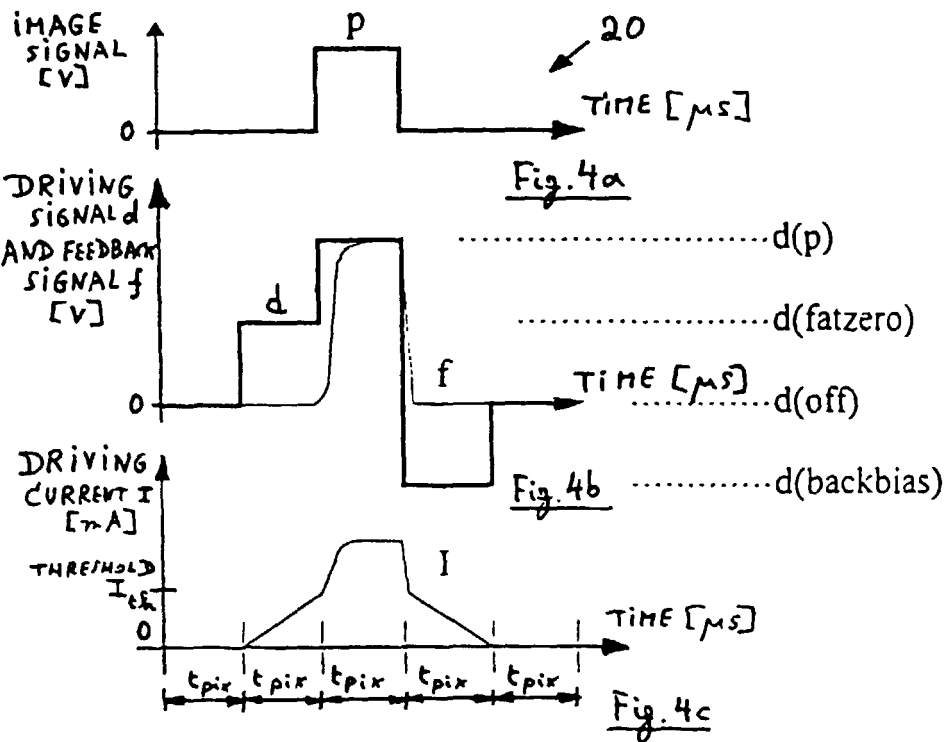 iMAGE
SiGNAL
[V]
P
20
0
TiME [μs]
Fig. 4a
DRiViNG
SiGNAL d
AND FEEDBACK
SiGNAL f
[V]
d
f
0
TiME [μs]
d(p)
d(fatzero)
d(off)
d(backbias)
Fig. 4b
DRiViNG
CURRENT I
[mA]
THRESHOLD
I th
I
0
TiME [μs]
tpix tpix tpix tpix tpix
Fig. 4c